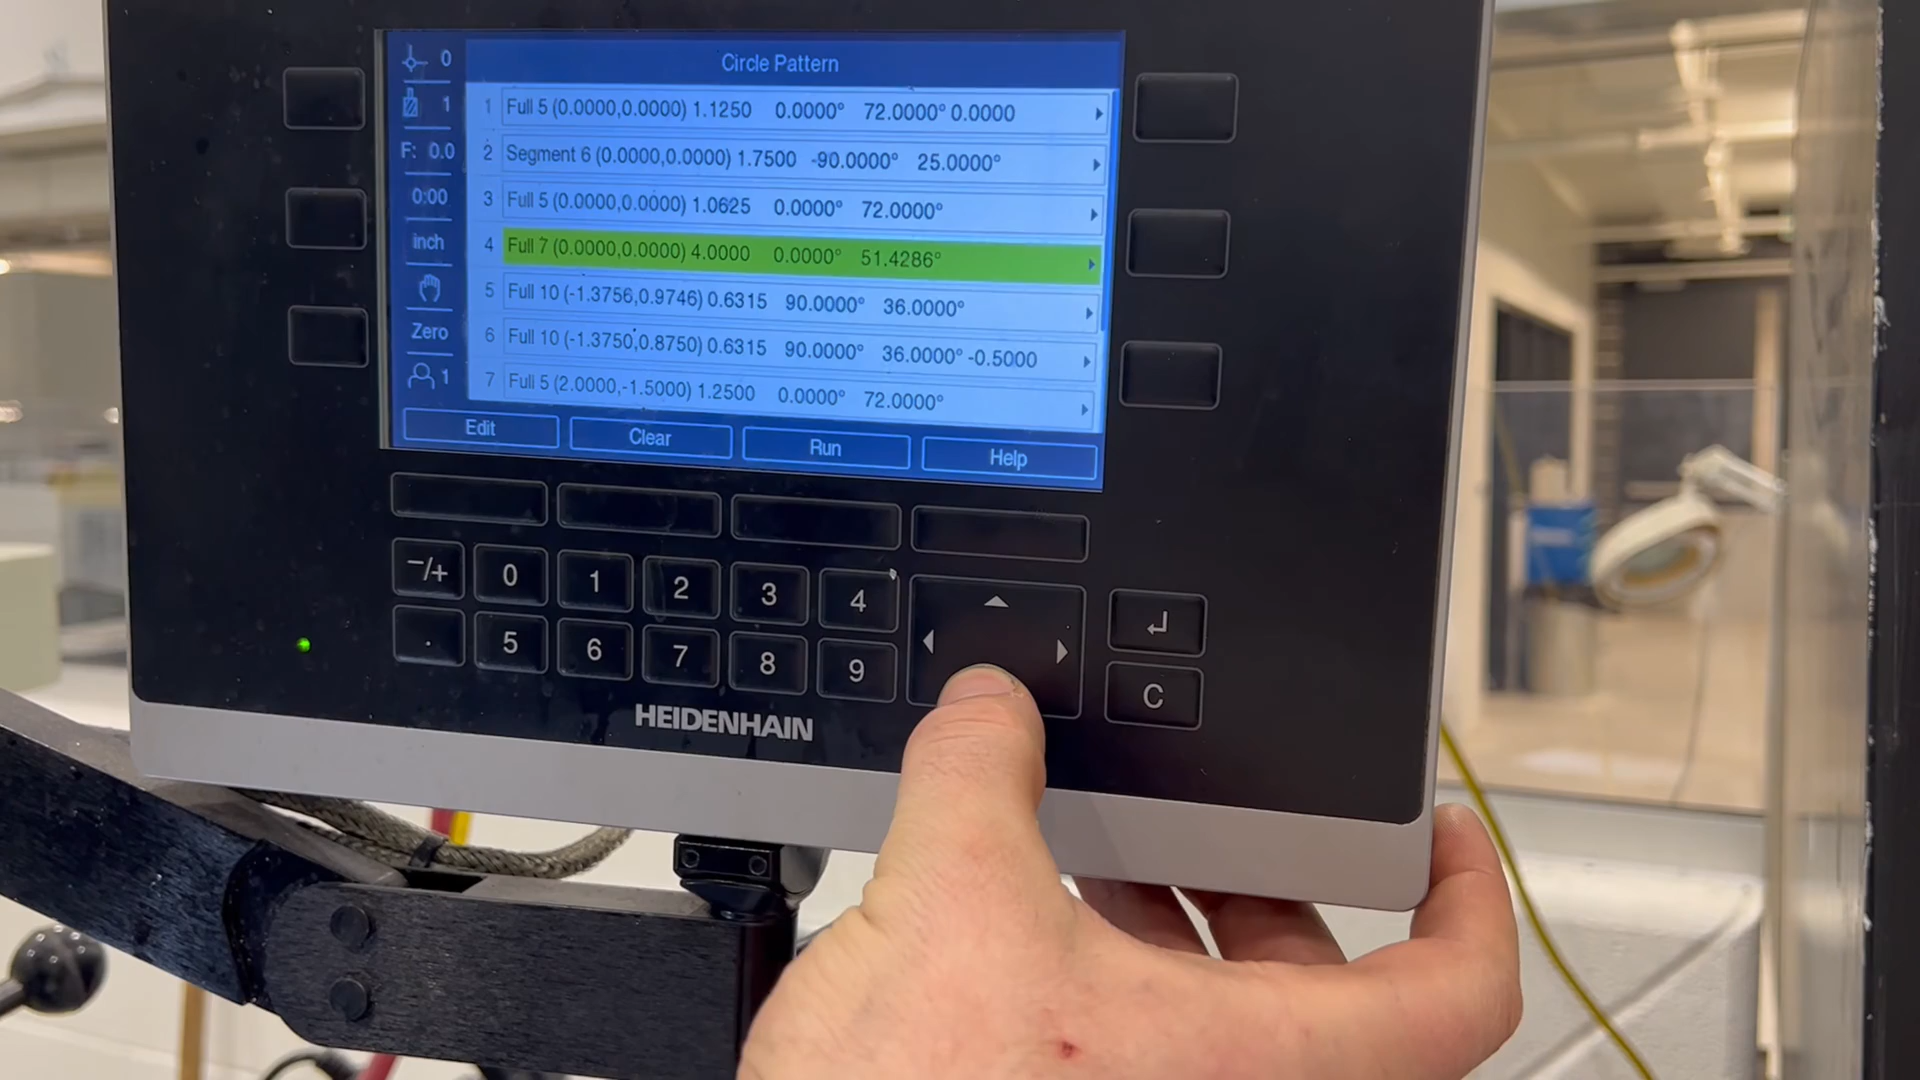 Circle Pattern
0
1
F: 0.0
0:00
inch
Zero
1
1 Full 5 (0.0000,0.0000) 1.1250 0.0000° 72.0000° 0.0000
2 Segment 6 (0.0000,0.0000) 1.7500 -90.0000° 25.0000°
3 Full 5 (0.0000,0.0000) 1.0625 0.0000° 72.0000°
4 Full 7 (0.0000,0.0000) 4.0000 0.0000° 51.4286°
5 Full 10 (-1.3756,0.9746) 0.6315 90.0000° 36.0000°
6 Full 10 (-1.3750,0.8750) 0.6315 90.0000° 36.0000° -0.5000
7 Full 5 (2.0000,-1.5000) 1.2500 0.0000° 72.0000°
Edit Clear Run Help
−/+ 0 1 2 3 4
. 5 6 7 8 9
C
HEIDENHAIN